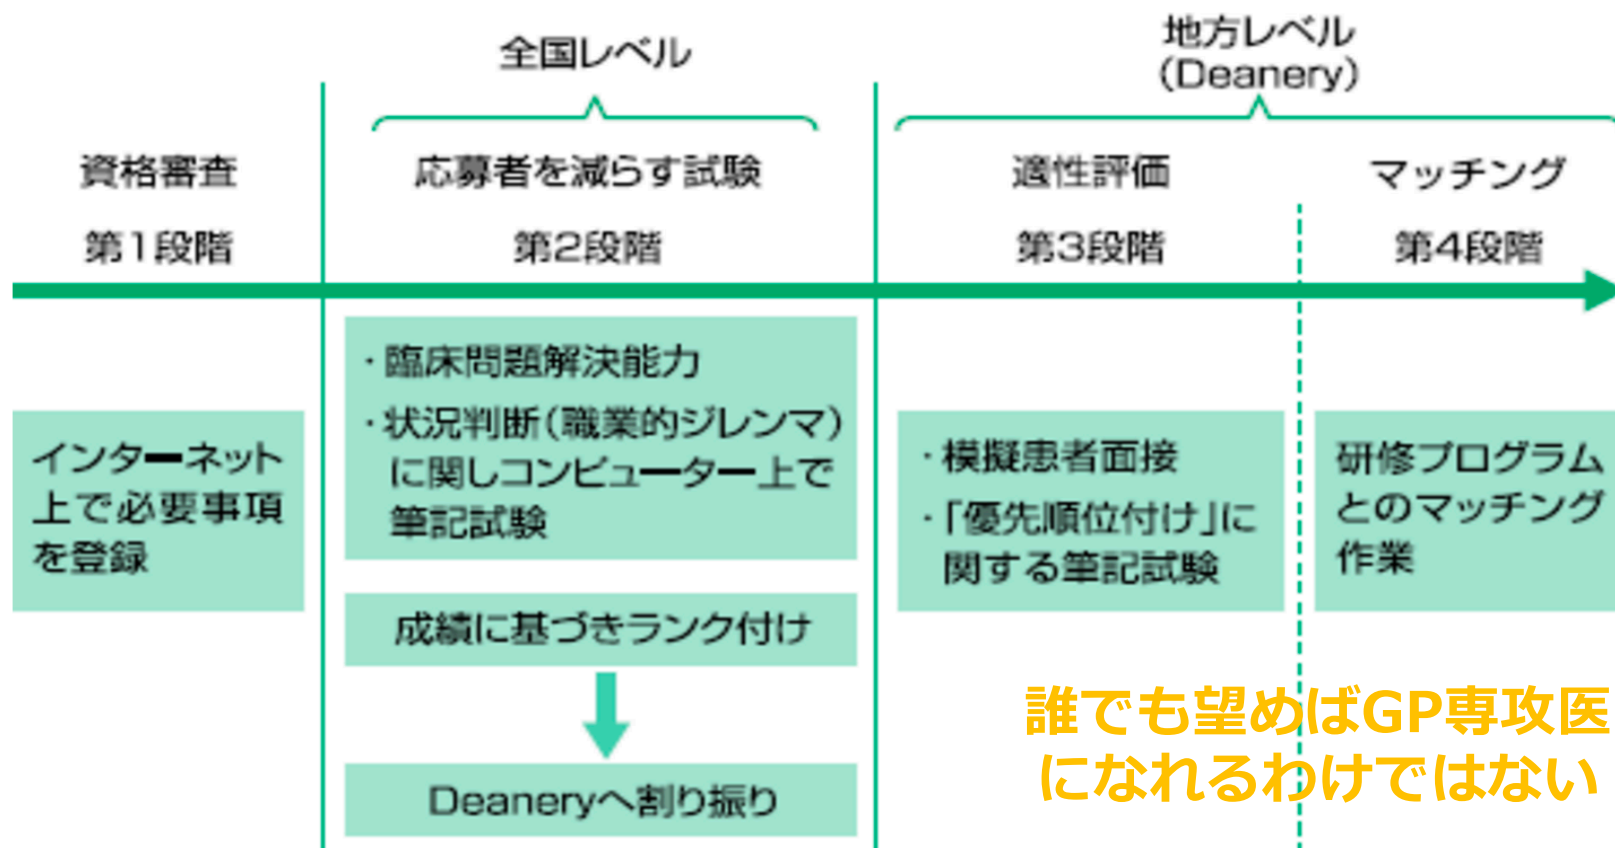 全国レベル
地方レベル
（Deanery）
資格審査
応募者を減らす試験
適性評価
マッチング
第1段階
第2段階
第3段階
第4段階
インターネット
上で必要事項
を登録
・臨床問題解決能力
・状況判断（職業的ジレンマ）
に関しコンピューター上で
筆記試験
成績に基づきランク付け
Deaneryへ割り振り
・模擬患者面接
・「優先順位付け」に
関する筆記試験
研修プログラム
とのマッチング
作業
誰でも望めばGP専攻医
になれるわけではない